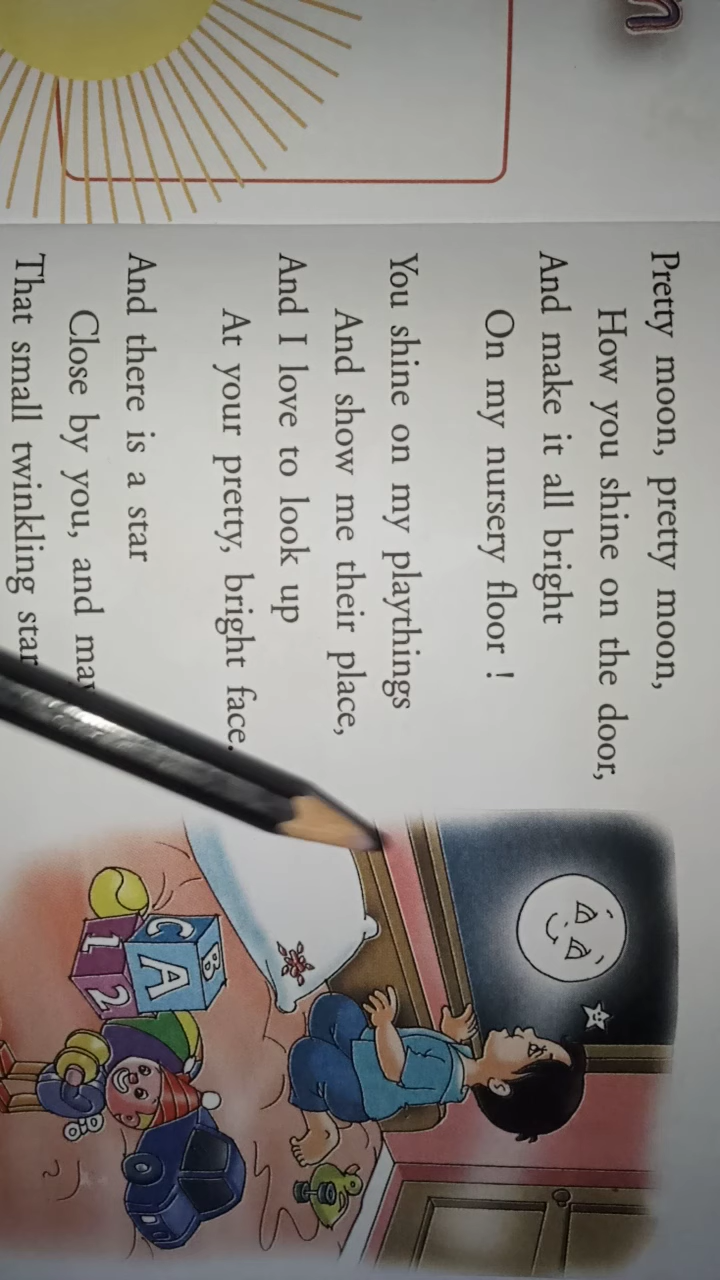 Pretty moon, pretty moon,
How you shine on the door,
And make it all bright
On my nursery floor !
You shine on my playthings
And show me their place,
And I love to look up
At your pretty, bright face.
And there is a star
Close by you, and
That small twinkling star
B
C A
1 2